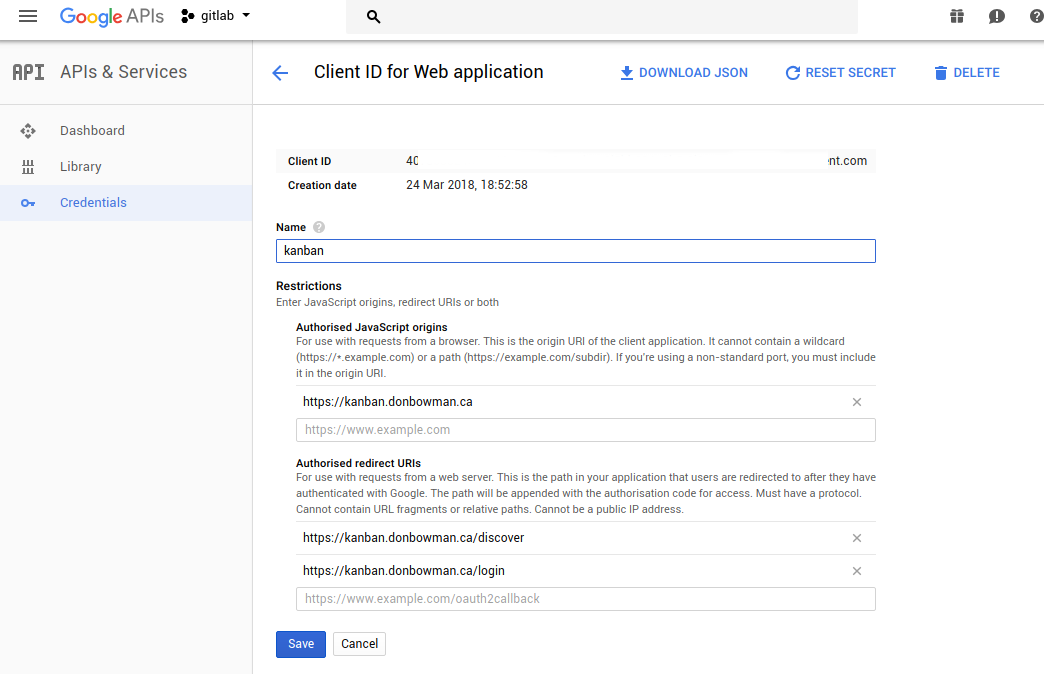 Google APIs gitlab
API APIs & Services
Client ID for Web application DOWNLOAD JSON RESET SECRET DELETE
Dashboard
Library
Credentials
Client ID 40 nt.com
Creation date 24 Mar 2018, 18:52:58
Name ?
kanban
Restrictions
Enter JavaScript origins, redirect URIs or both
Authorised JavaScript origins
For use with requests from a browser. This is the origin URI of the client application. It cannot contain a wildcard
(https://*.example.com) or a path (https://example.com/subdir). If you're using a non-standard port, you must include
it in the origin URI.
https://kanban.donbowman.ca
https://www.example.com
Authorised redirect URIs
For use with requests from a web server. This is the path in your application that users are redirected to after they have
authenticated with Google. The path will be appended with the authorisation code for access. Must have a protocol.
Cannot contain URL fragments or relative paths. Cannot be a public IP address.
https://kanban.donbowman.ca/discover
https://kanban.donbowman.ca/login
https://www.example.com/oauth2callback
Save Cancel